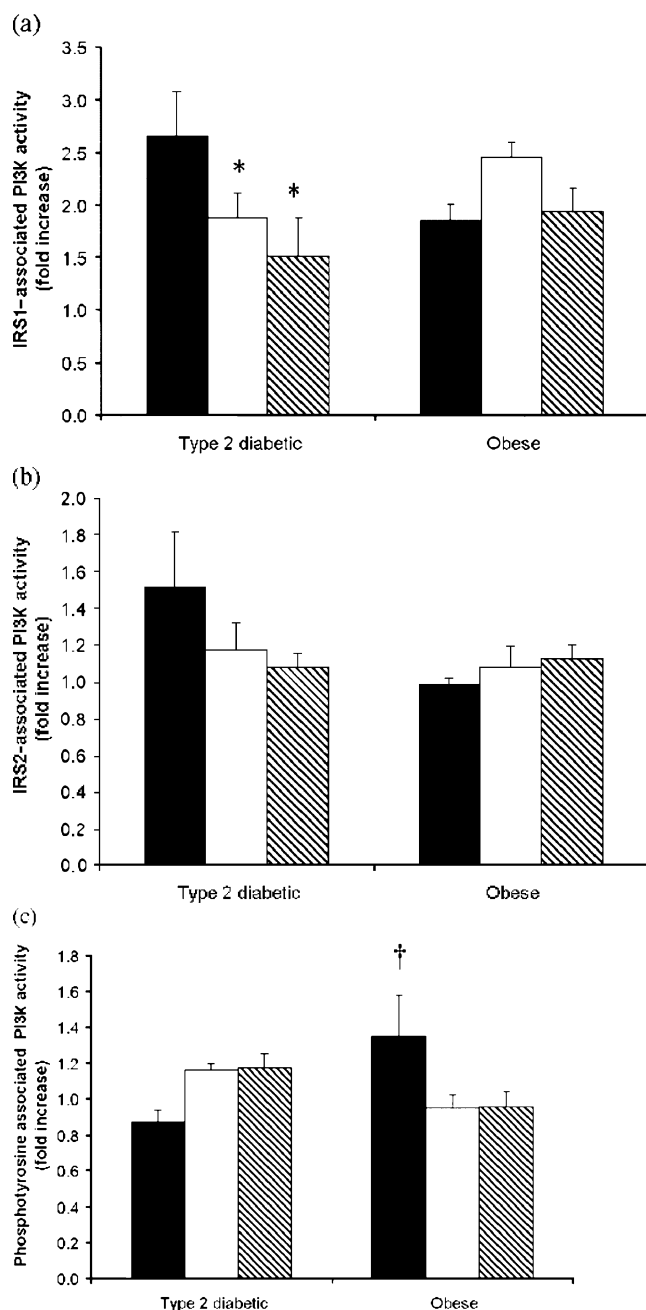 (a)
IRS1-associated PI3K activity
(fold increase)
3.5
3.0
2.5
2.0
1.5
1.0
0.5
0.0
*
*
Type 2 diabetic
Obese
(b)
IRS2-associated PI3K activity
(fold increase)
2.0
1.8
1.6
1.4
1.2
1.0
0.8
0.6
0.4
0.2
0.0
Type 2 diabetic
Obese
(c)
Phosphotyrosine associated PI3K activity
(fold increase)
1.8
1.6
1.4
1.2
1.0
0.8
0.6
0.4
0.2
0.0
†
Type 2 diabetic
Obese